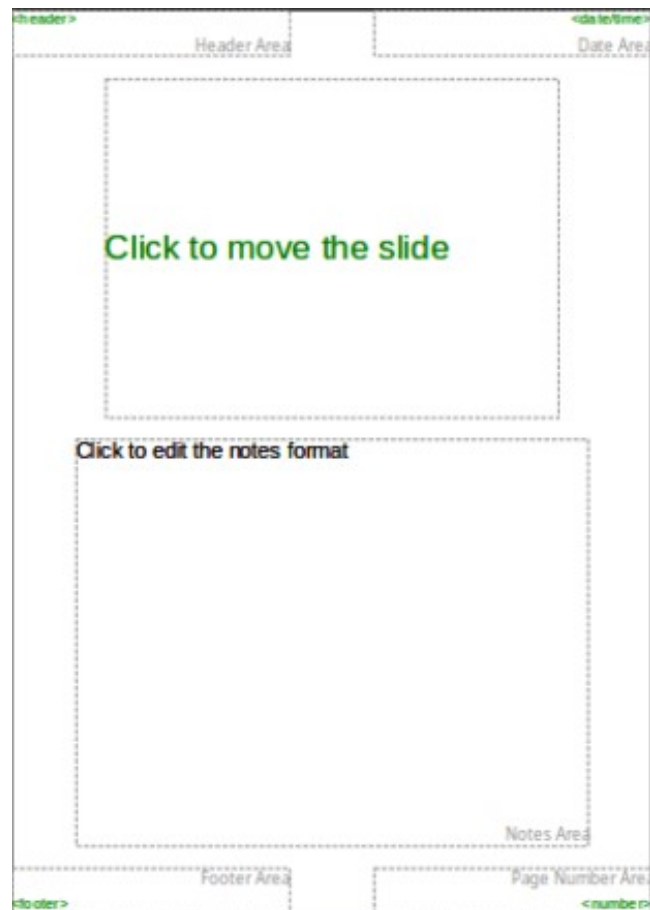 <header>
<date/time>
Header Area
Date Area
Click to move the slide
Click to edit the notes format
Notes Area
Footer Area
Page Number Are
<footer>
<number>